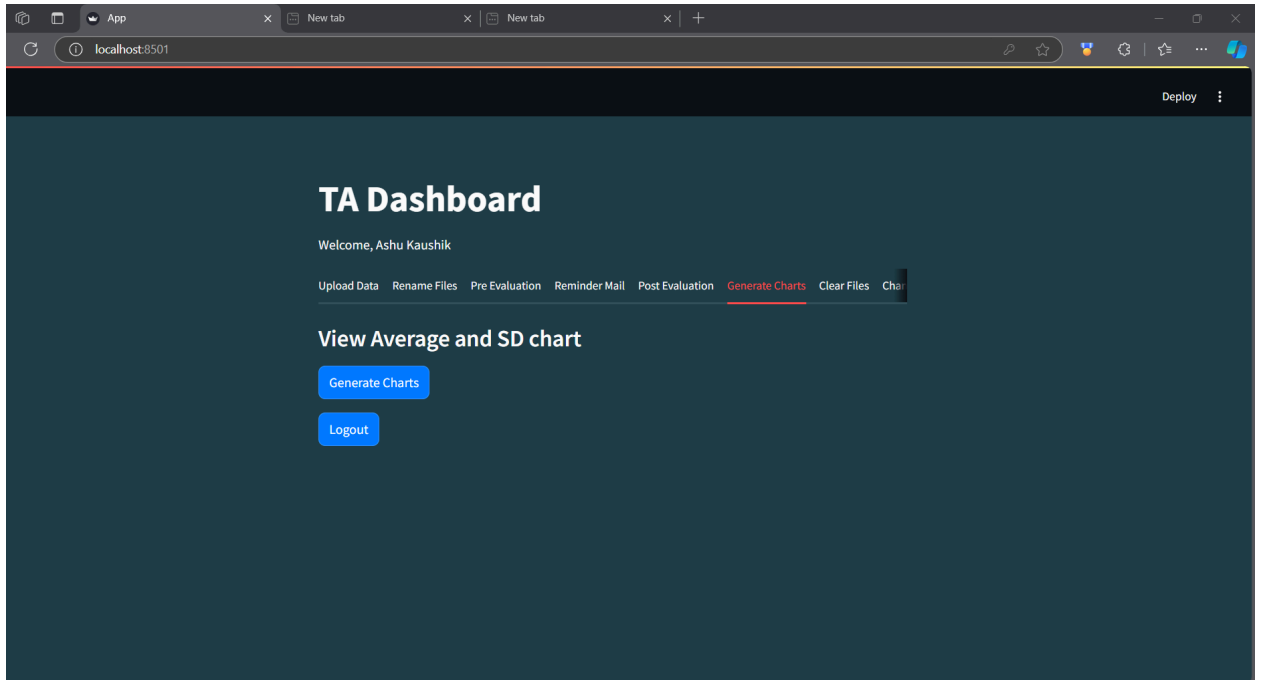 App New tab New tab
localhost:8501
Deploy
TA Dashboard
Welcome, Ashu Kaushik
Upload Data Rename Files Pre Evaluation Reminder Mail Post Evaluation Generate Charts Clear Files
View Average and SD chart
Generate Charts
Logout